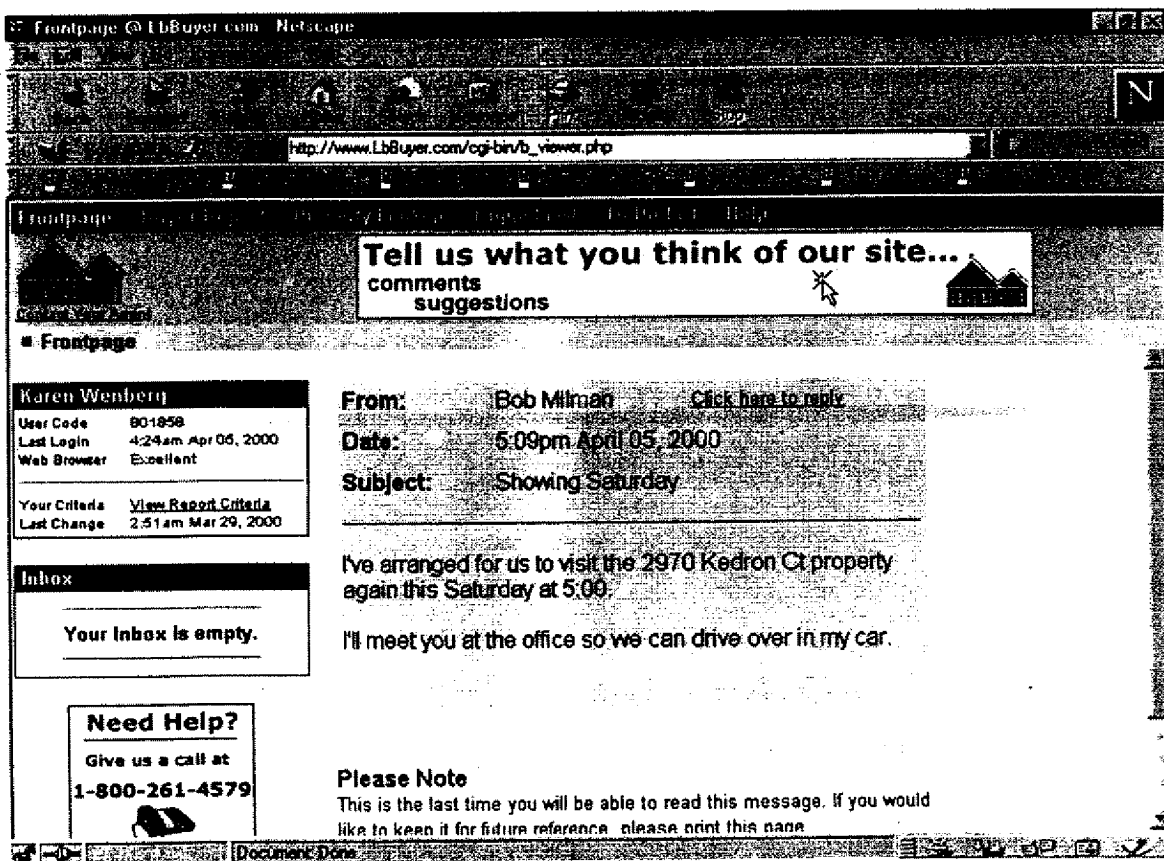 Frontpage @ LbBuyer.com - Netscape
N
Print
Stop
http://www.LbBuyer.com/cgi-bin/b_viewer.php
Frontpage Help
Tell us what you think of our site...
comments
suggestions
Contact Your Agent
Frontpage
Karen Wenberg
User Code 801858
Last Login 4:24am Apr 05, 2000
Web Browser Excellent
Your Criteria View Report Criteria
Last Change 2:51am Mar 29, 2000
Inbox
Your Inbox is empty.
Need Help?
Give us a call at
1-800-261-4579
From: Bob Milman Click here to reply
Date: 5:09pm April 05, 2000
Subject: Showing Saturday
I've arranged for us to visit the 2970 Kedron Ct property
again this Saturday at 5:00.
I'll meet you at the office so we can drive over in my car.
Please Note
This is the last time you will be able to read this message. If you would
like to keep it for future reference, please print this page
Document: Done